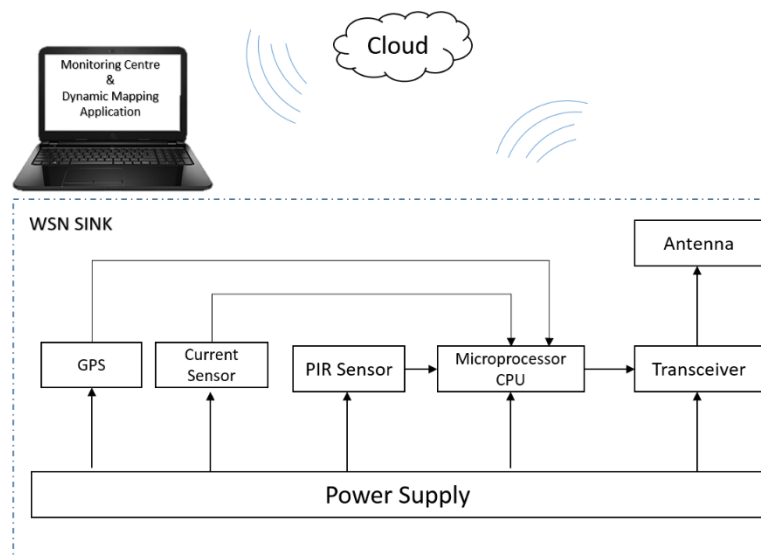 Cloud
Monitoring Centre
&
Dynamic Mapping
Application
WSN SINK
Antenna
GPS
Current
Sensor
PIR Sensor
Microprocessor
CPU
Transceiver
Power Supply